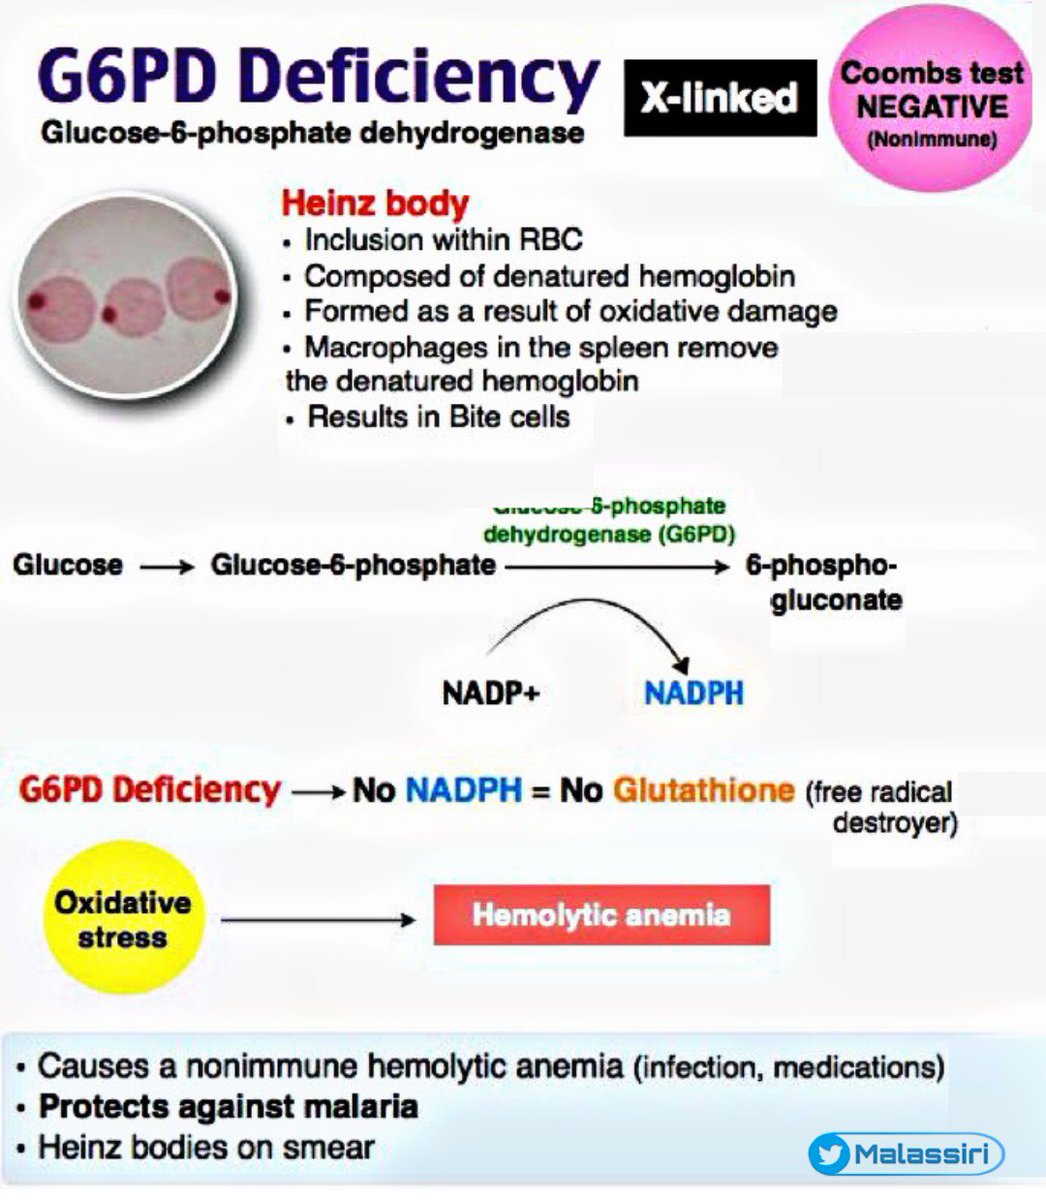 G6PD Deficiency
Glucose-6-phosphate dehydrogenase
X-linked
Coombs test
NEGATIVE
(Nonimmune)
Heinz body
• Inclusion within RBC
• Composed of denatured hemoglobin
• Formed as a result of oxidative damage
• Macrophages in the spleen remove
the denatured hemoglobin
• Results in Bite cells
6-phosphate
dehydrogenase (G6PD)
Glucose → Glucose-6-phosphate → 6-phospho-
gluconate
NADP+ NADPH
G6PD Deficiency → No NADPH = No Glutathione (free radical
destroyer)
Oxidative
stress
Hemolytic anemia
• Causes a nonimmune hemolytic anemia (infection, medications)
• Protects against malaria
• Heinz bodies on smear
Malassiri